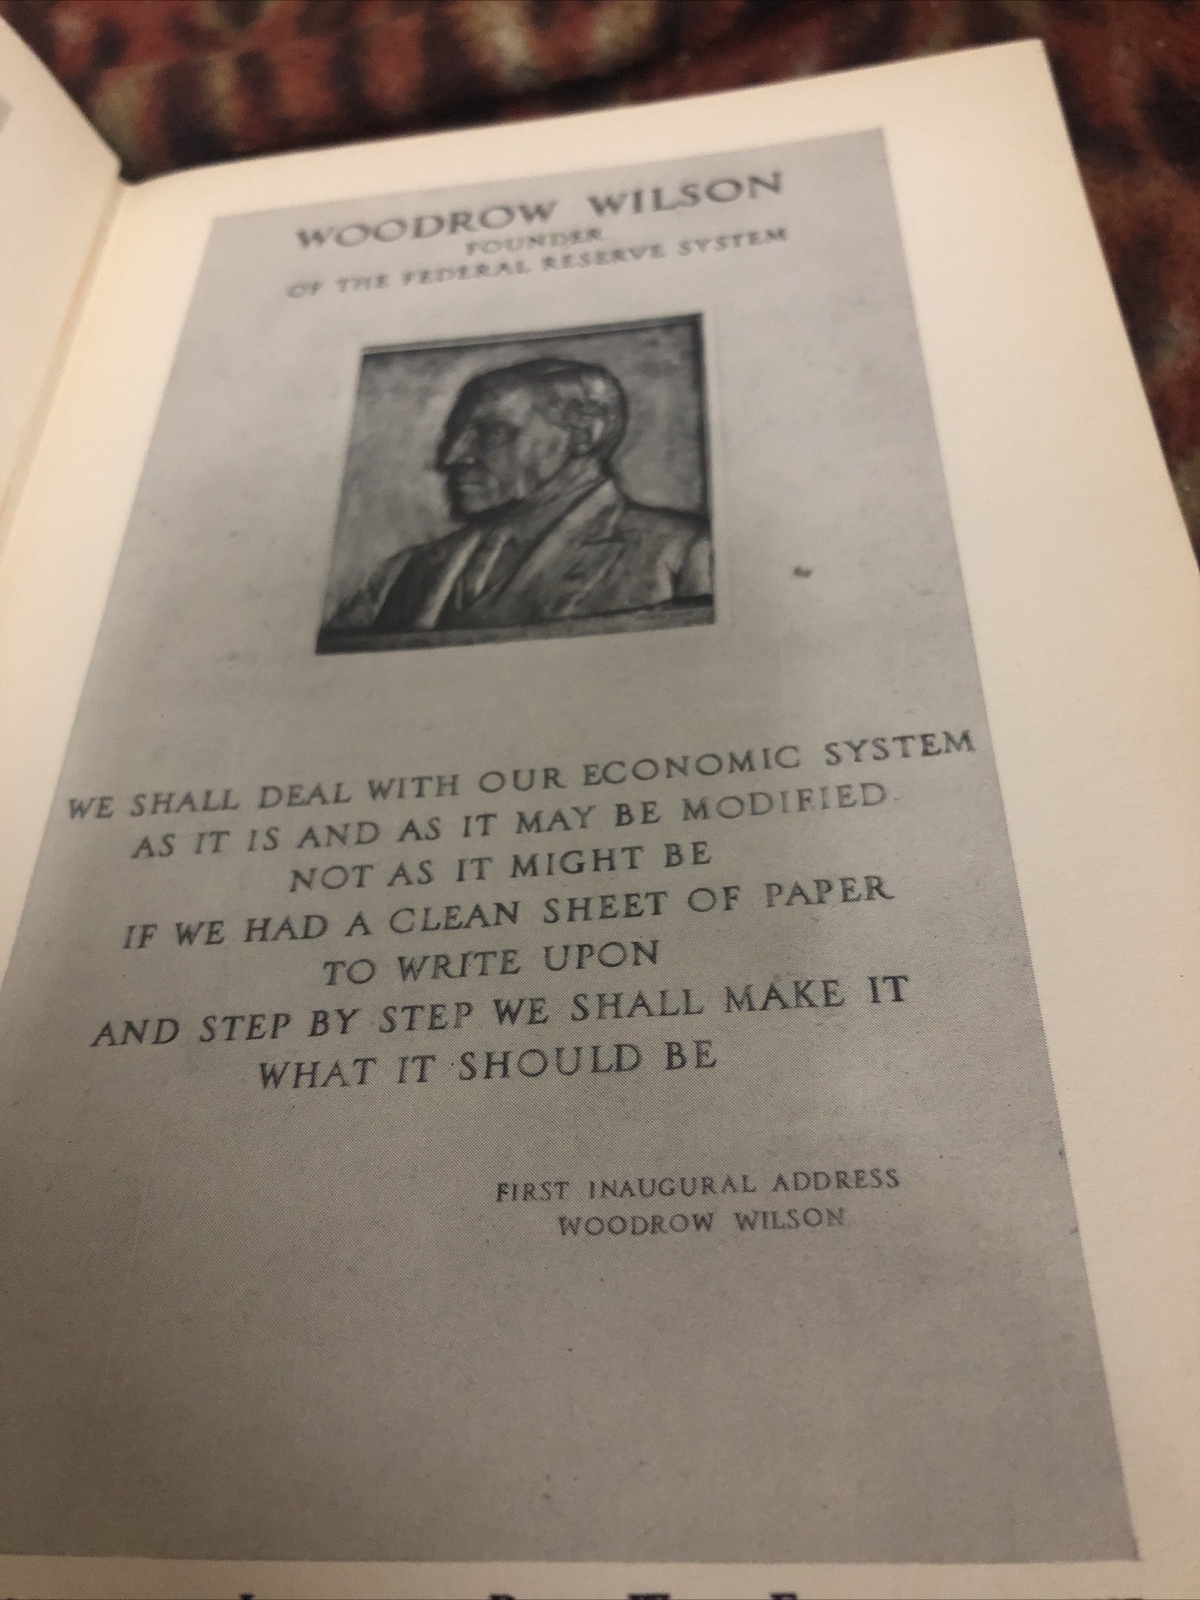 WOODROW WILSON
FOUNDER
OF THE FEDERAL RESERVE SYSTEM
WE SHALL DEAL WITH OUR ECONOMIC SYSTEM
AS IT IS AND AS IT MAY BE MODIFIED.
NOT AS IT MIGHT BE
IF WE HAD A CLEAN SHEET OF PAPER
TO WRITE UPON
AND STEP BY STEP WE SHALL MAKE IT
WHAT IT SHOULD BE
FIRST INAUGURAL ADDRESS
WOODROW WILSON